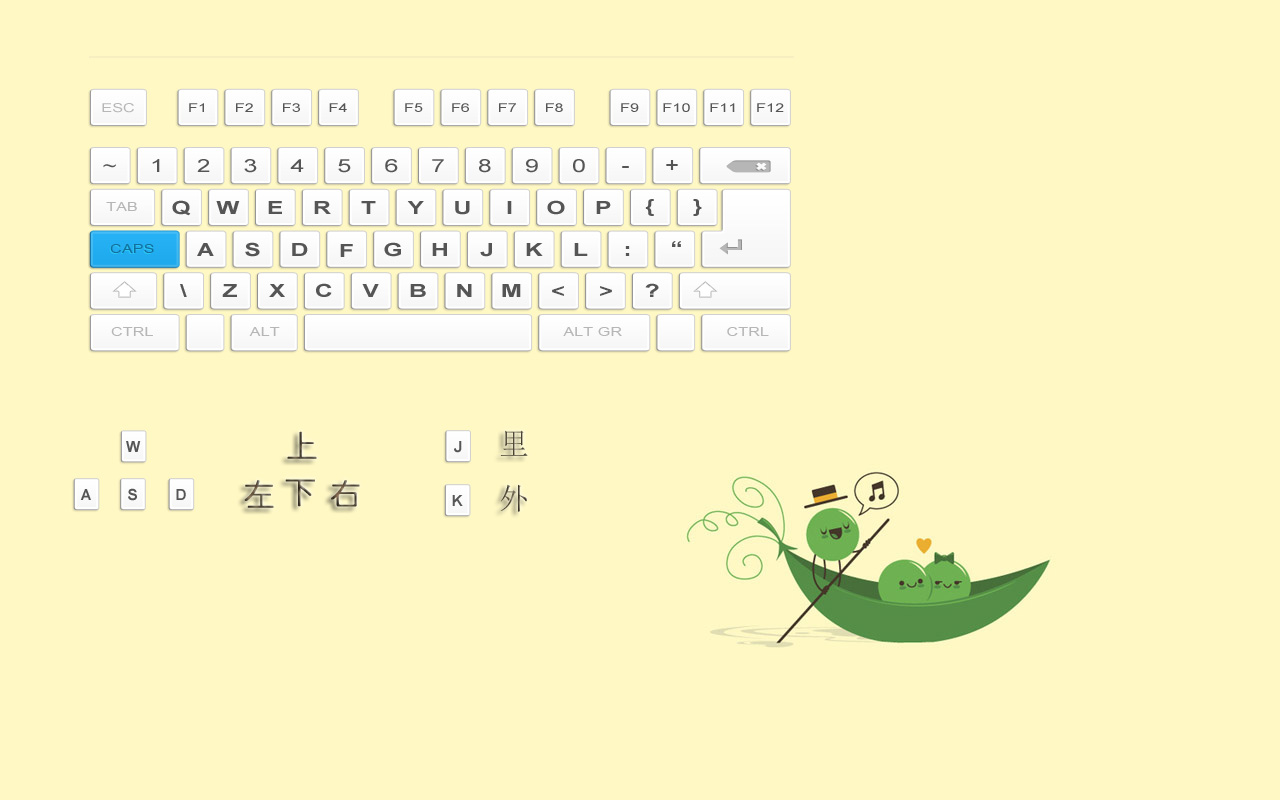 ESC F1 F2 F3 F4 F5 F6 F7 F8 F9 F10 F11 F12
~ 1 2 3 4 5 6 7 8 9 0 - +
TAB Q W E R T Y U I O P { }
CAPS A S D F G H J K L : “
\ Z X C V B N M < > ?
CTRL ALT ALT GR CTRL
W 上 J 里
A S D 左 下 右 K 外